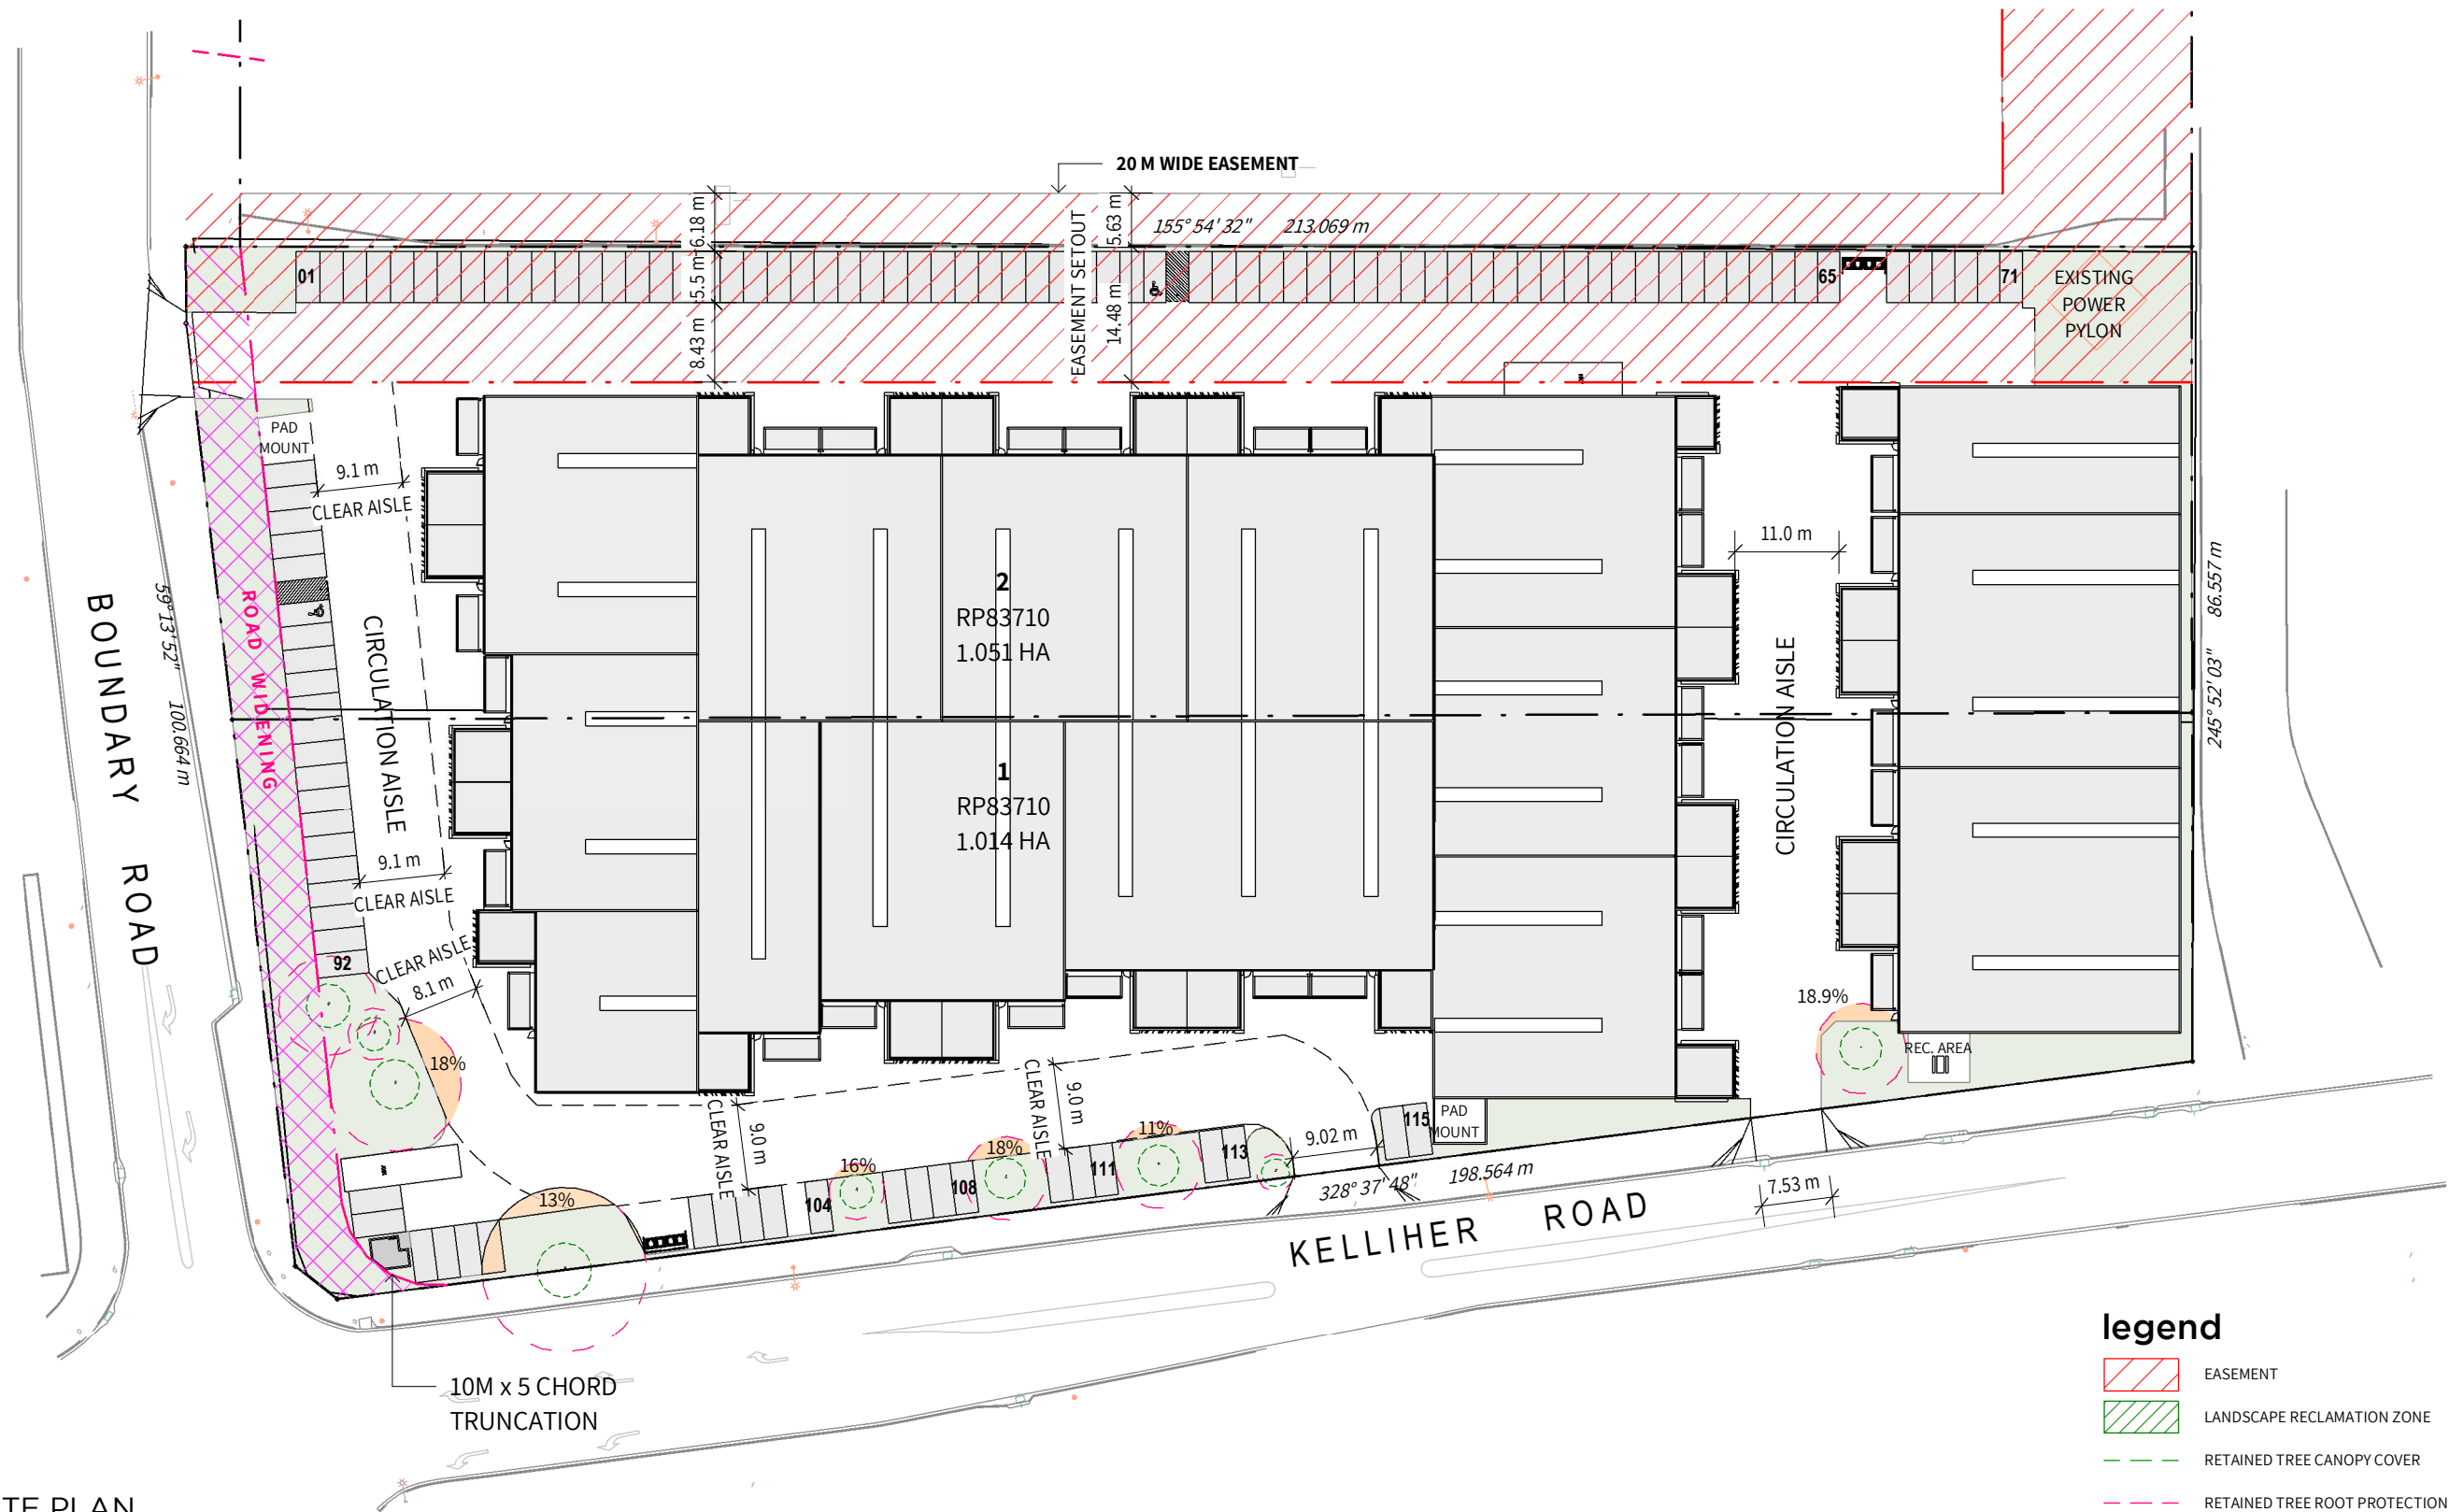 20 M WIDE EASEMENT
6.18 m
5.5 m
8.43 m
EASEMENT SETOUT
5.63 m
14.48 m
155° 54' 32" 213.069 m
01
65
71
EXISTING
POWER
PYLON
PAD
MOUNT
9.1 m
CLEAR AISLE
CIRCULATION AISLE
ROAD WIDENING
BOUNDARY ROAD
59° 13' 52" 100.664 m
2
RP83710
1.051 HA
1
RP83710
1.014 HA
11.0 m
CIRCULATION AISLE
245° 52' 03" 86.557 m
9.1 m
CLEAR AISLE
92
CLEAR AISLE
8.1 m
18%
13%
CLEAR AISLE
9.0 m
104
16%
108
18%
CLEAR AISLE
9.0 m
111
11%
113
9.02 m
115
PAD
MOUNT
18.9%
REC. AREA
328° 37' 48" 198.564 m
7.53 m
KELLIHER ROAD
10M x 5 CHORD
TRUNCATION
legend
EASEMENT
LANDSCAPE RECLAMATION ZONE
RETAINED TREE CANOPY COVER
RETAINED TREE ROOT PROTECTION
TE PLAN